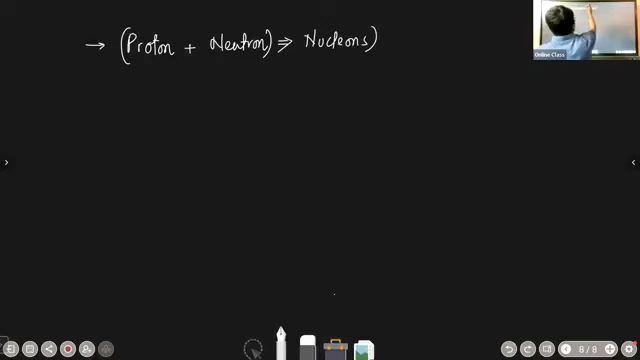 → (Proton + Neutron) ⇒ Nucleons)
Online Class
8/8